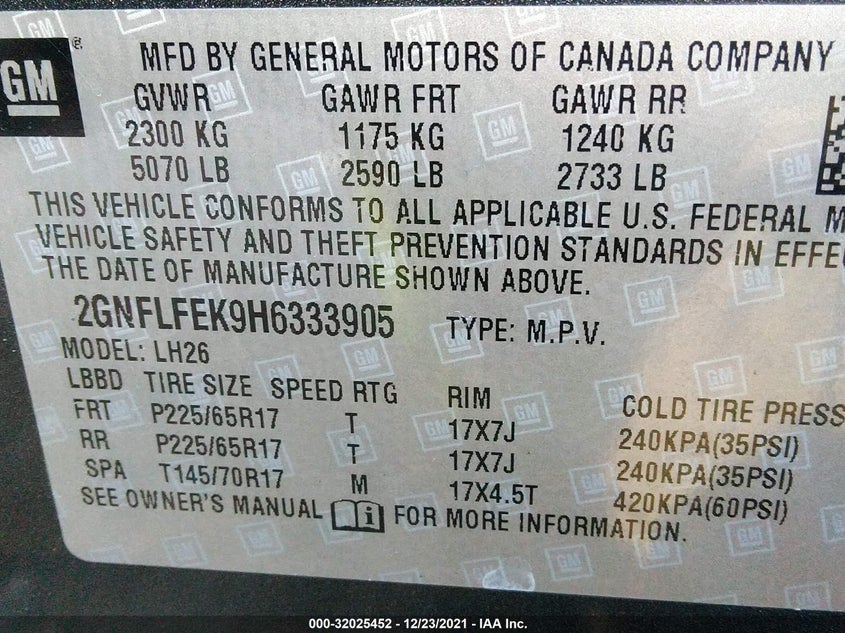 GM ®
MFD BY GENERAL MOTORS OF CANADA COMPANY
GVWR GAWR FRT GAWR RR
2300 KG 1175 KG 1240 KG
5070 LB 2590 LB 2733 LB
THIS VEHICLE CONFORMS TO ALL APPLICABLE U.S. FEDERAL M
VEHICLE SAFETY AND THEFT PREVENTION STANDARDS IN EFFE
THE DATE OF MANUFACTURE SHOWN ABOVE.
2GNFLFEK9H6333905 TYPE: M.P.V.
MODEL: LH26
LBBD TIRE SIZE SPEED RTG RIM COLD TIRE PRESS
FRT P225/65R17 T 17X7J 240KPA(35PSI)
RR P225/65R17 T 17X7J 240KPA(35PSI)
SPA T145/70R17 M 17X4.5T 420KPA(60PSI)
SEE OWNER'S MANUAL i FOR MORE INFORMATION.
000-32025452 - 12/23/2021 - IAA Inc.